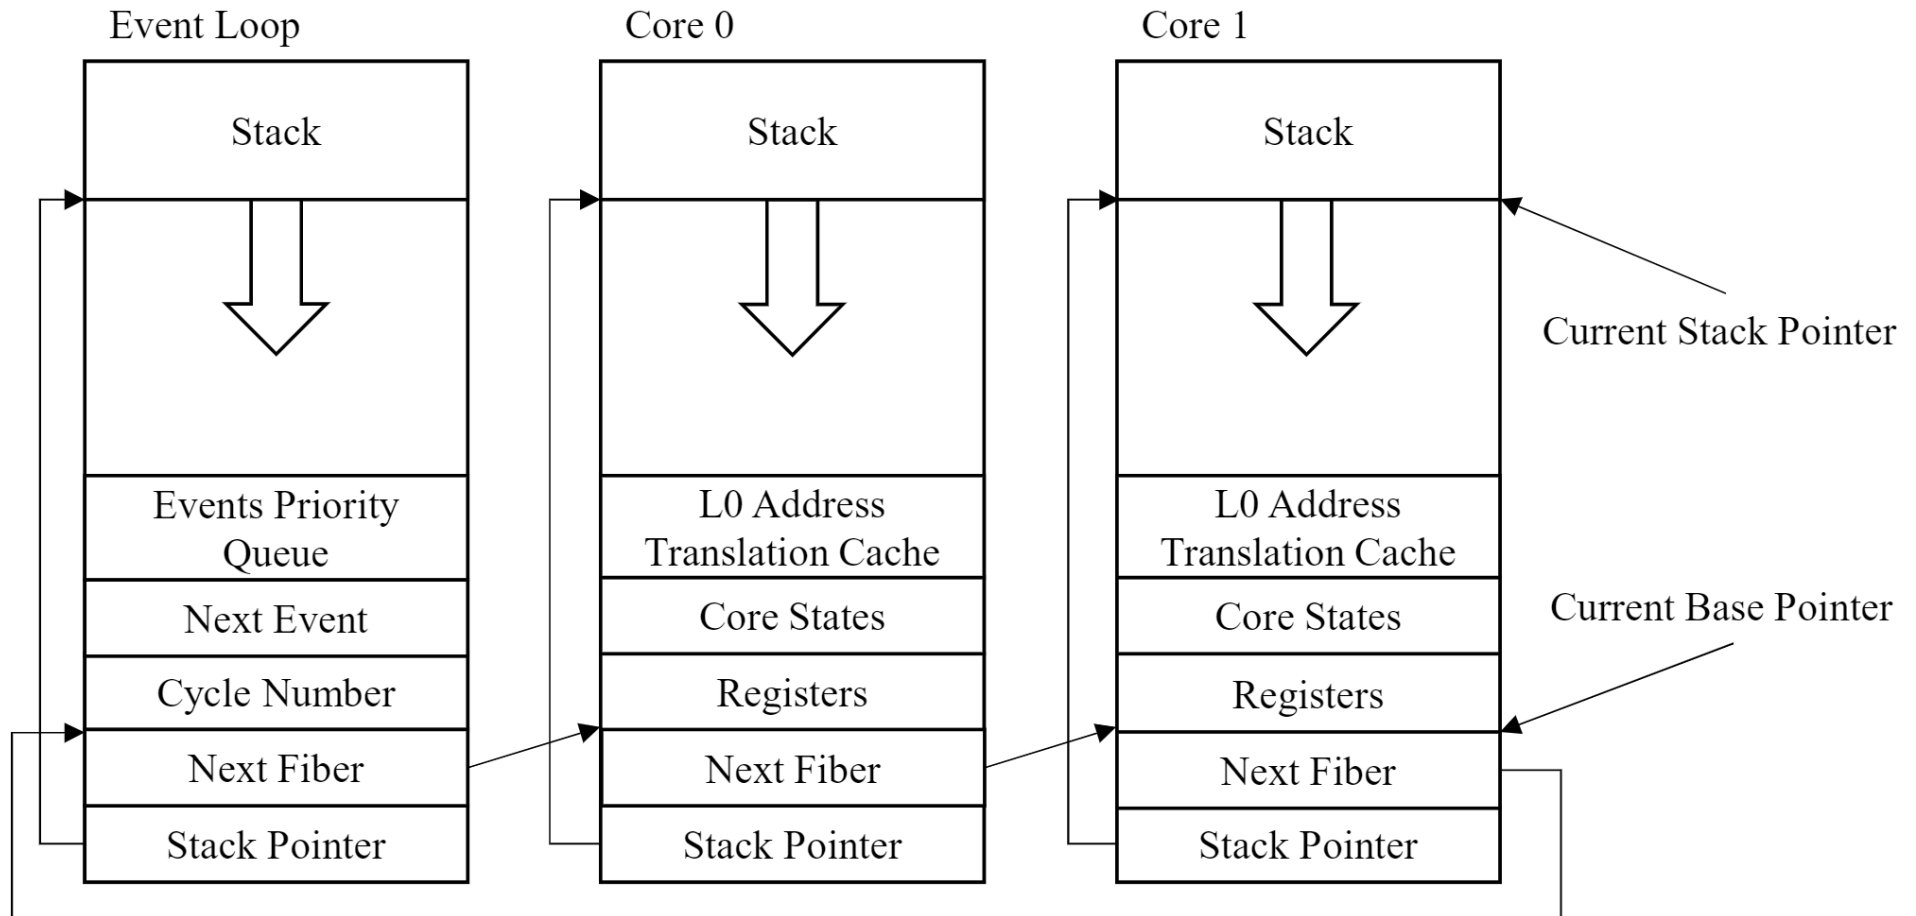 Event Loop
Core 0
Core 1
Stack
Stack
Stack
Current Stack Pointer
Events Priority
Queue
L0 Address
Translation Cache
L0 Address
Translation Cache
Next Event
Core States
Core States
Current Base Pointer
Cycle Number
Registers
Registers
Next Fiber
Next Fiber
Next Fiber
Stack Pointer
Stack Pointer
Stack Pointer